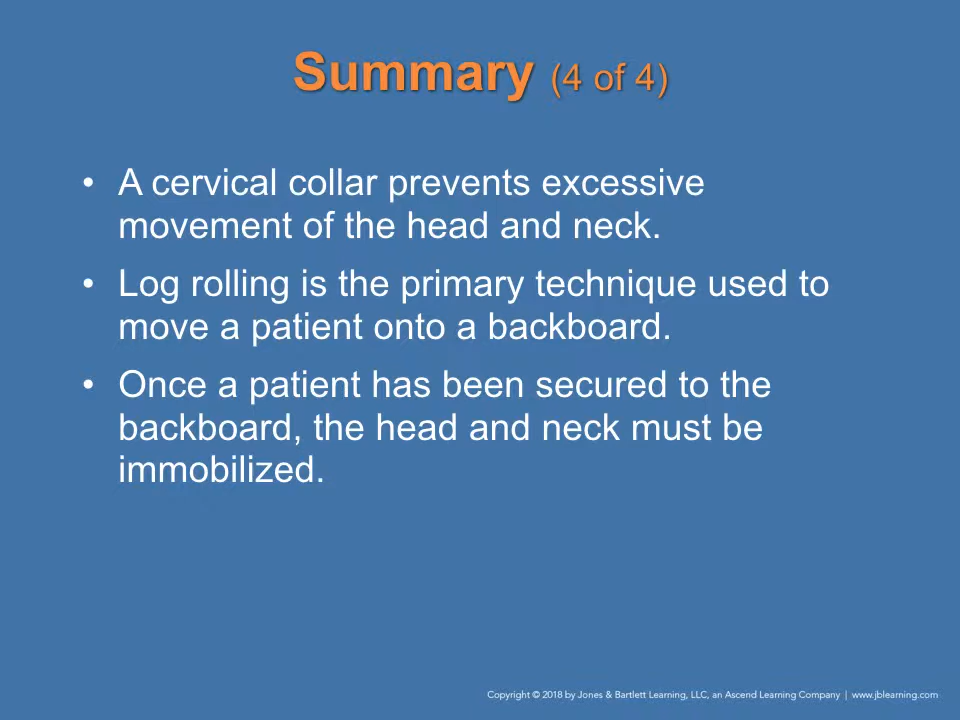 Summary (4 of 4)
• A cervical collar prevents excessive
movement of the head and neck.
• Log rolling is the primary technique used to
move a patient onto a backboard.
• Once a patient has been secured to the
backboard, the head and neck must be
immobilized.
Copyright © 2018 by Jones & Bartlett Learning, LLC, an Ascend Learning Company | www.jblearning.com